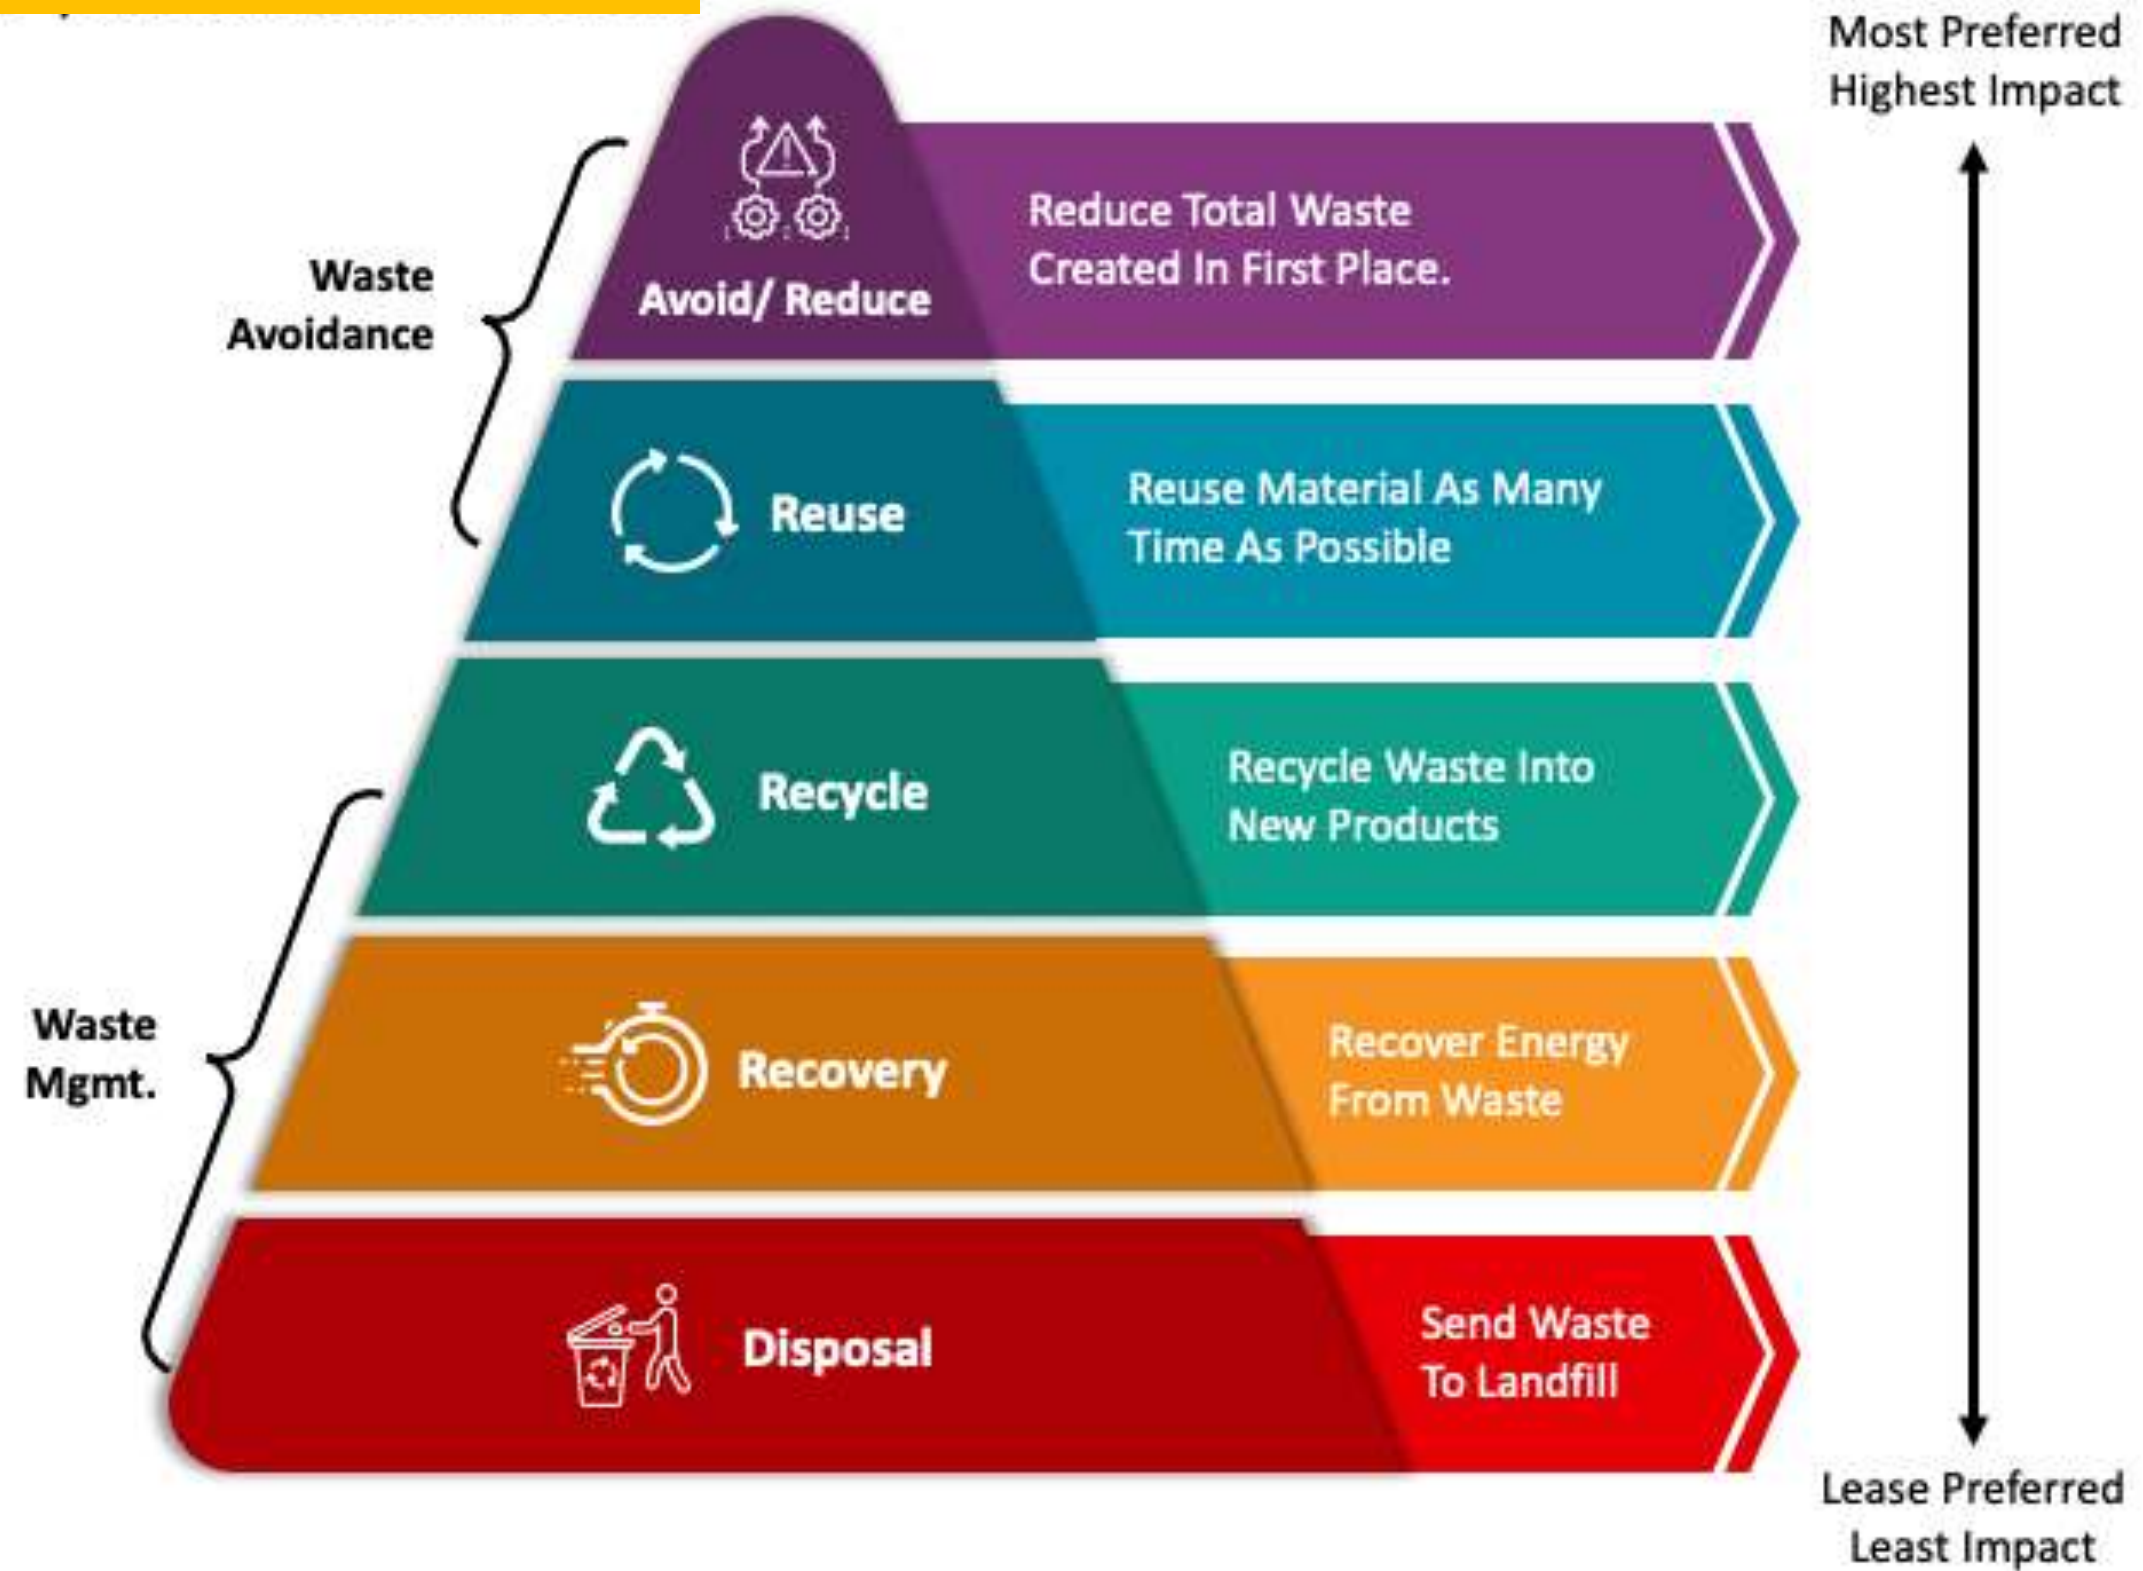 Most Preferred
Highest Impact
Waste
Avoidance
Avoid/ Reduce
Reduce Total Waste
Created In First Place.
Reuse
Reuse Material As Many
Time As Possible
Recycle
Recycle Waste Into
New Products
Waste
Mgmt.
Recovery
Recover Energy
From Waste
Disposal
Send Waste
To Landfill
Lease Preferred
Least Impact